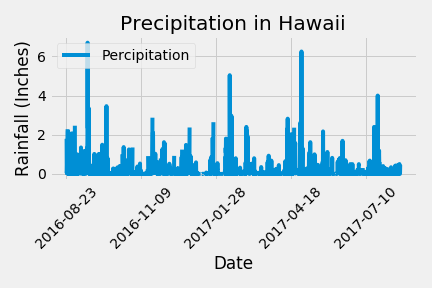 Precipitation in Hawaii
Percipitation
Rainfall (Inches)
6
4
2
0
2016-08-23
2016-11-09
2017-01-28
2017-04-18
2017-07-10
Date